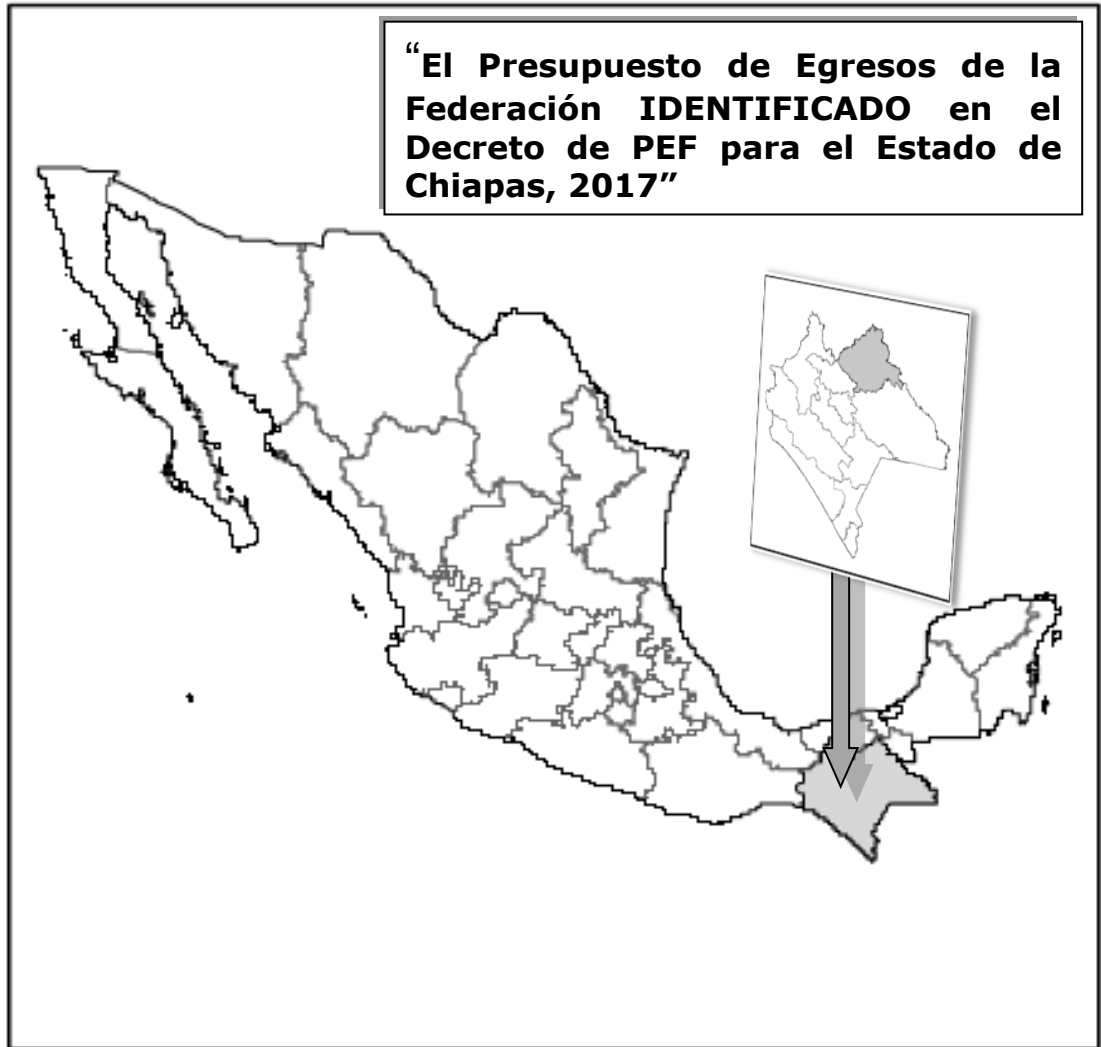 “El Presupuesto de Egresos de la
Federación IDENTIFICADO en el
Decreto de PEF para el Estado de
Chiapas, 2017”